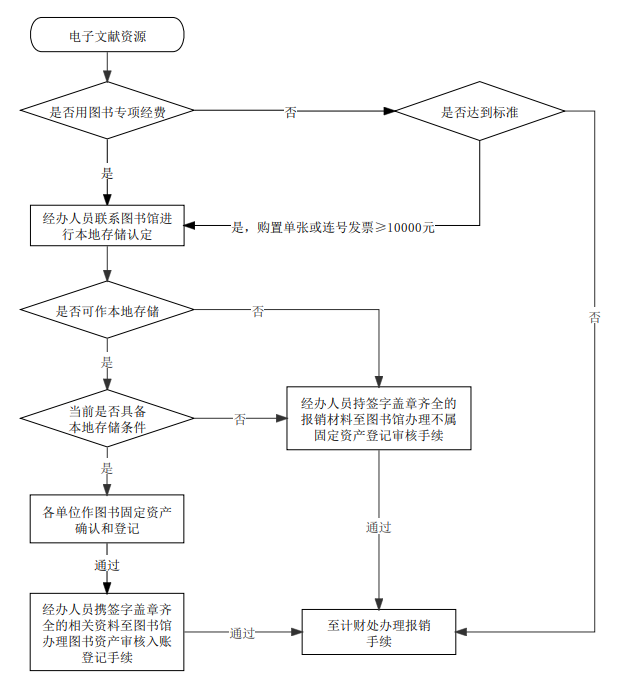 电子文献资源
是否用图书专项经费
否
是否达到标准
是
经办人员联系图书馆进
行本地存储认定
是，购置单张或连号发票≥10000元
是否可作本地存储
否
否
是
当前是否具备
本地存储条件
否
经办人员持签字盖章齐全的
报销材料至图书馆办理不属
固定资产登记审核手续
是
各单位作图书固定资产
确认和登记
通过
通过
经办人员携签字盖章齐
全的相关资料至图书馆
办理图书资产审核入账
登记手续
通过
至计财处办理报销
手续